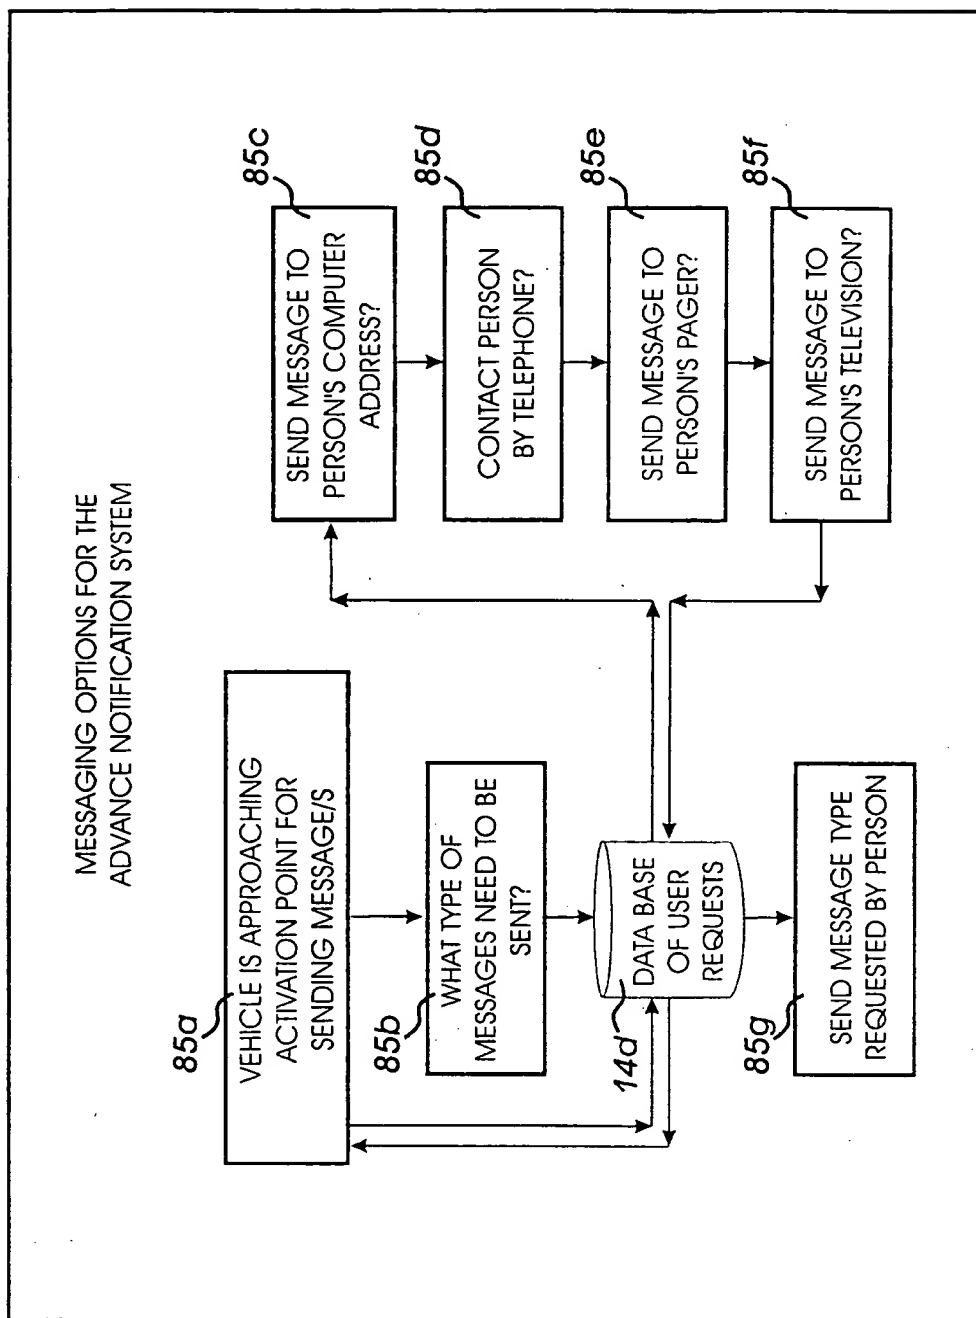 MESSAGING OPTIONS FOR THE
ADVANCE NOTIFICATION SYSTEM
85a
VEHICLE IS APPROACHING
ACTIVATION POINT FOR
SENDING MESSAGE/S
85b
WHAT TYPE OF
MESSAGES NEED TO BE
SENT?
14d
DATA BASE
OF USER
REQUESTS
85g
SEND MESSAGE TYPE
REQUESTED BY PERSON
85c
SEND MESSAGE TO
PERSON'S COMPUTER
ADDRESS?
85d
CONTACT PERSON
BY TELEPHONE?
85e
SEND MESSAGE TO
PERSON'S PAGER?
85f
SEND MESSAGE TO
PERSON'S TELEVISION?